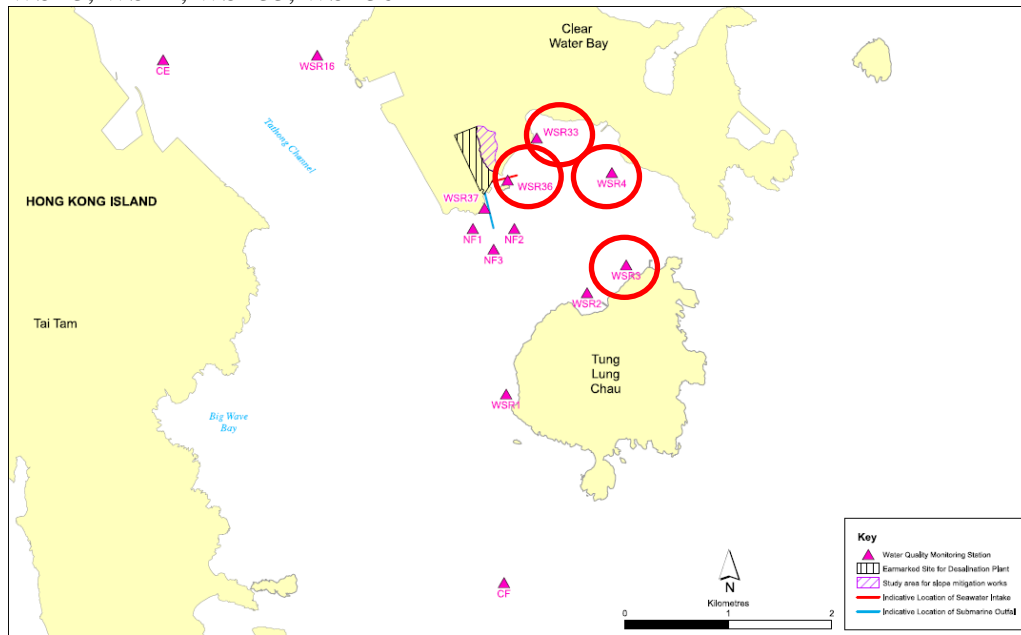 Clear
Water Bay
CE
WSR16
Tathong Channel
WSR33
WSR36
WSR4
HONG KONG ISLAND
WSR37
NF1
NF2
NF3
WSR3
WSR2
Tai Tam
Tung
Lung
Chau
WSR1
Big Wave
Bay
CF
N
Kilometres
0
1
2
Key
Water Quality Monitoring Station
Earmarked Site for Desalination Plant
Study area for slope mitigation works
Indicative Location of Seawater Intake
Indicative Location of Submarine Outfall